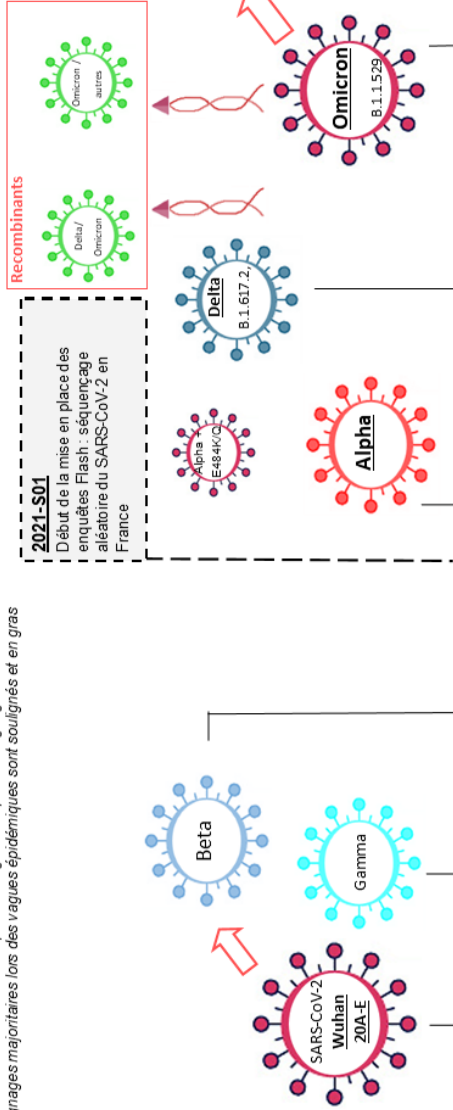 majoritaires lors des vagues épidémiques sont soulignés et en gras
2021-S01
Début de la mise en place des
enquêtes Flash : séquençage
aléatoire du SARS-CoV-2 en
France
Recombinants
Delta/
Omicron
Omicron /
autres
Beta
Alpha +
E484K/Q
Delta
B.1.617.2,
SARS-CoV-2
Wuhan
20A-E
Gamma
Alpha
Omicron
B.1.1.529